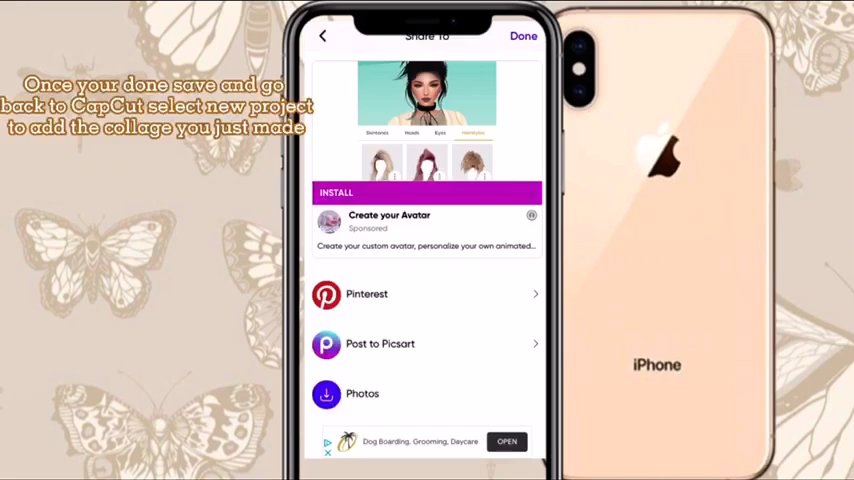 Share To
Done
Once your done save and go
back to CapCut select new project
to add the collage you just made
Heads
Eyes
Hairstyles
INSTALL
Create your Avatar
Sponsored
Create your custom avatar, personalize your own animated...
Pinterest
Post to Picsart
Photos
Dog Boarding, Grooming, Daycare
OPEN
iPhone